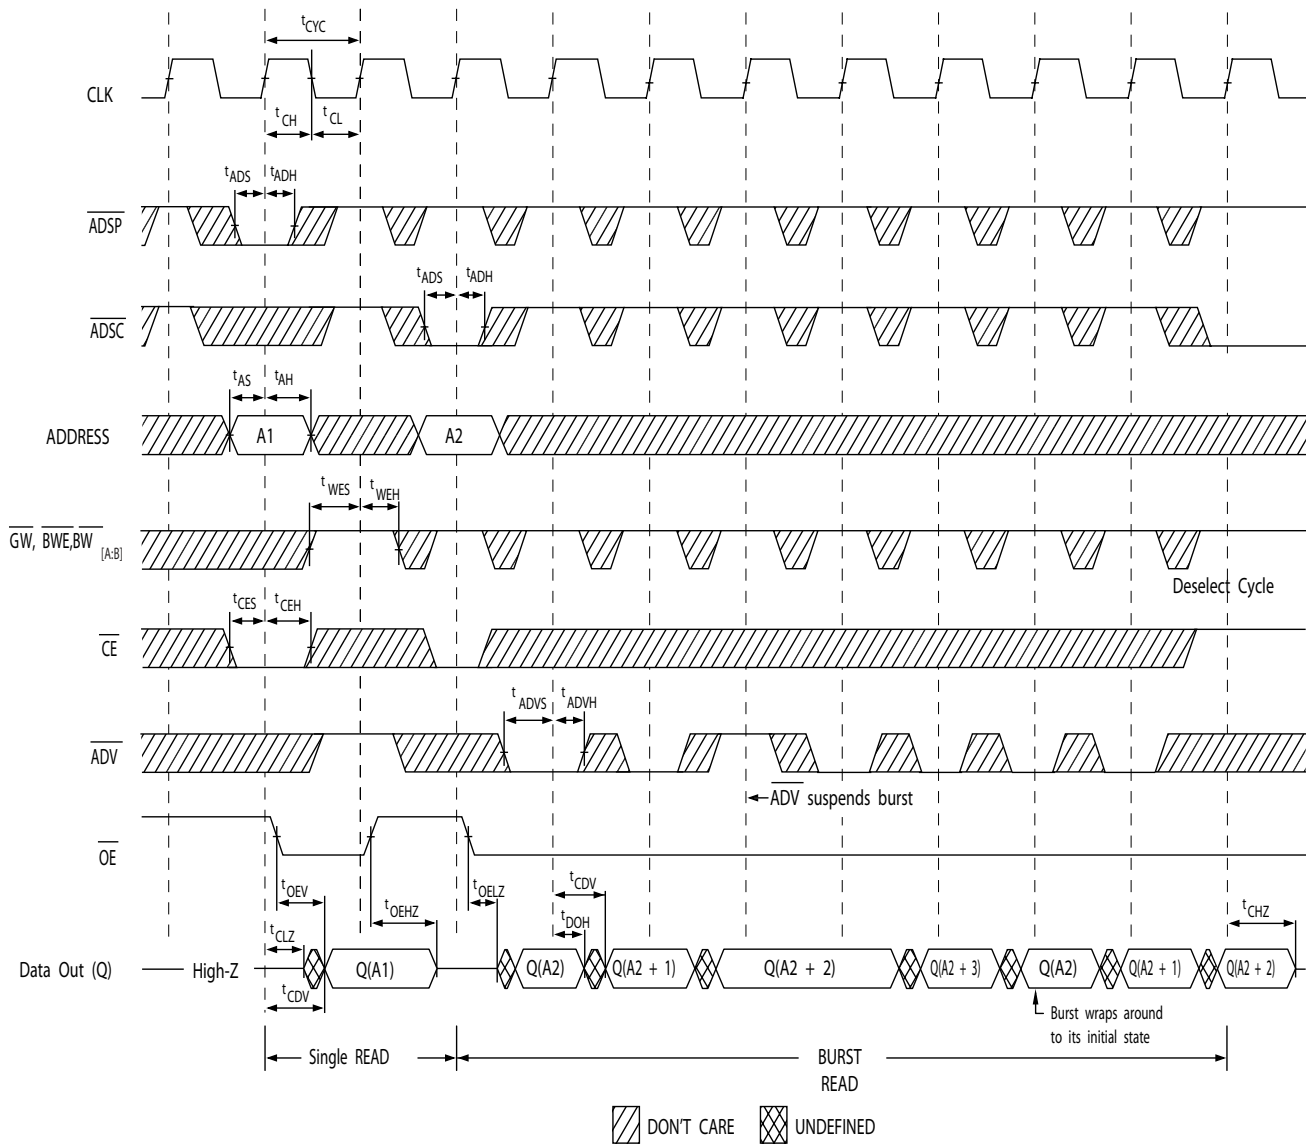 tCYC
CLK
tCH
tCL
tADS
tADH
ADSP
tADS
tADH
ADSC
tAS
tAH
ADDRESS
A1
A2
tWES
tWEH
GW, BWE,BW [A:B]
Deselect Cycle
tCES
tCEH
CE
tADVS
tADVH
ADV
ADV suspends burst
OE
tOEV
tOEHZ
tOELZ
tCDV
tDOH
tCHZ
tCLZ
Data Out (Q)
High-Z
Q(A1)
Q(A2)
Q(A2 + 1)
Q(A2 + 2)
Q(A2 + 3)
Q(A2)
Q(A2 + 1)
Q(A2 + 2)
tCDV
Burst wraps around
to its initial state
Single READ
BURST
READ
DON'T CARE
UNDEFINED